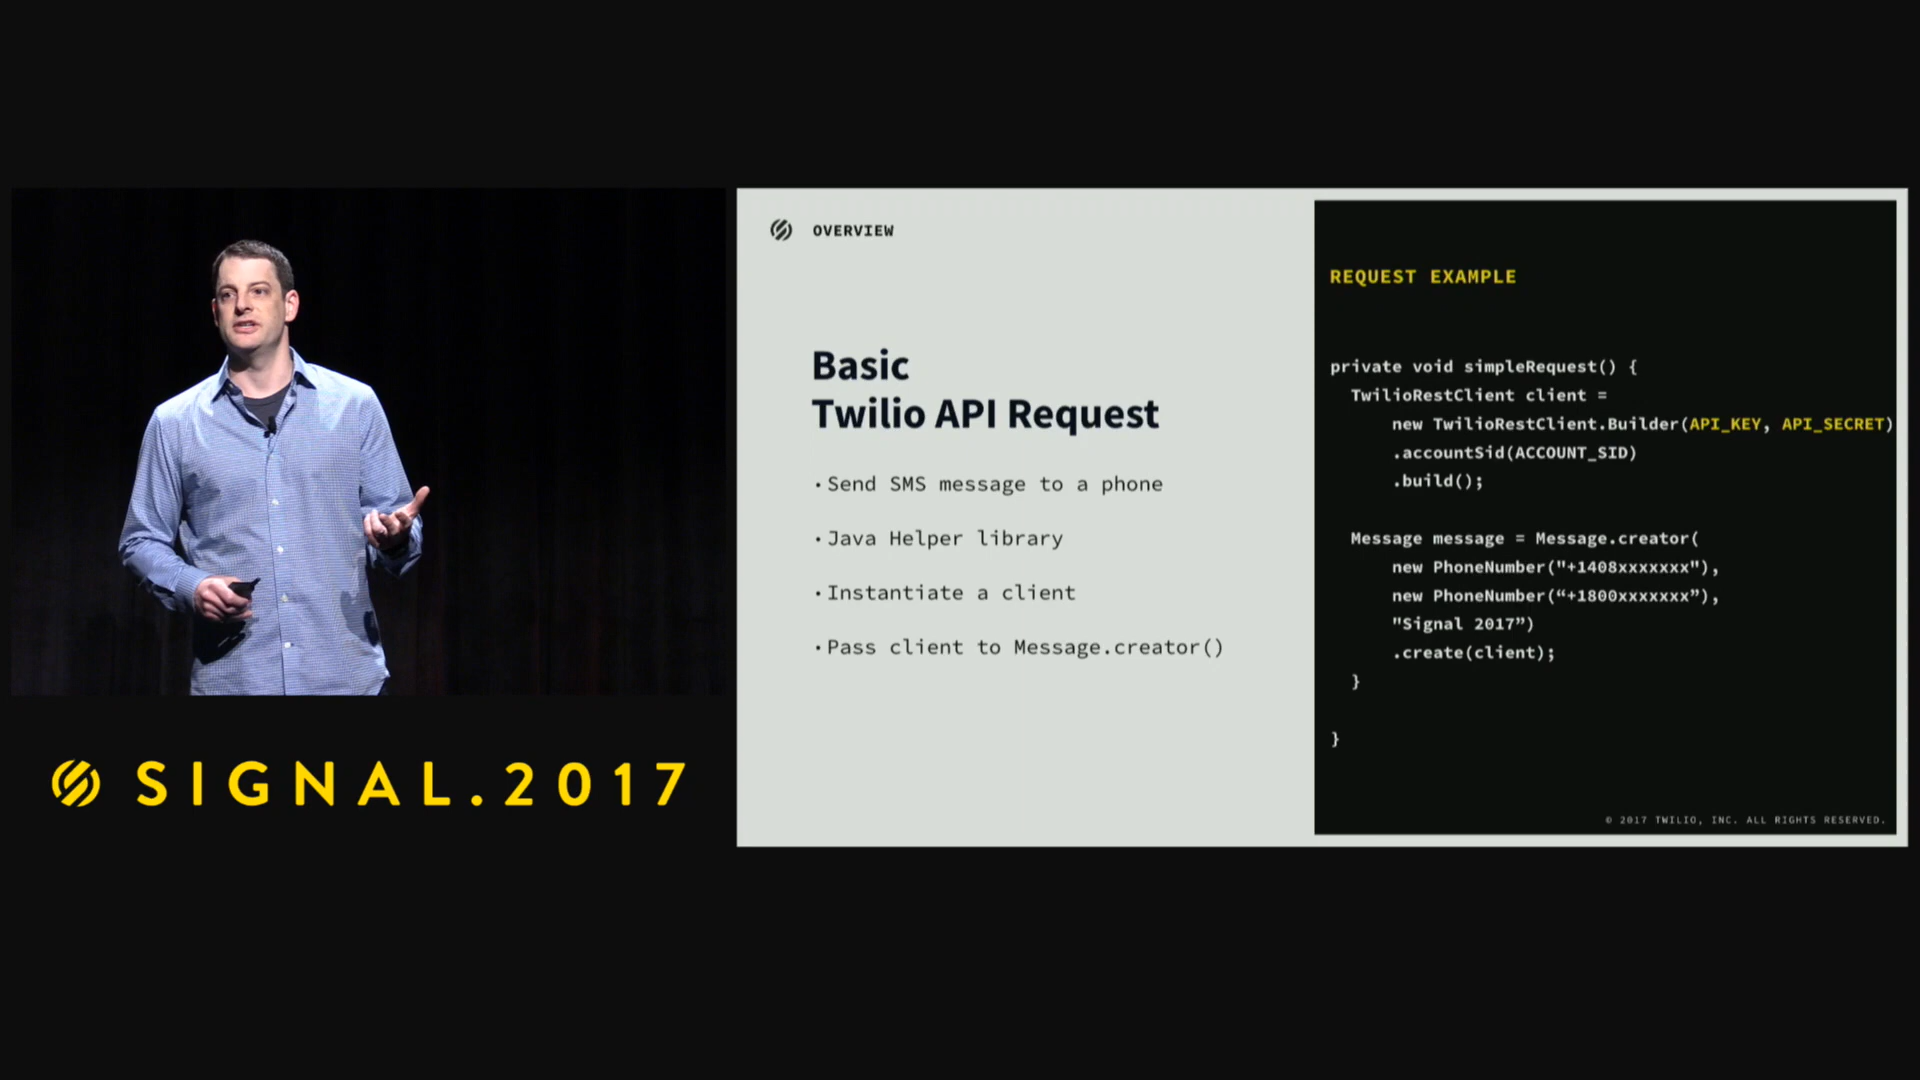 SIGNAL.2017
OVERVIEW
Basic
Twilio API Request
• Send SMS message to a phone
• Java Helper library
• Instantiate a client
• Pass client to Message.creator()
REQUEST EXAMPLE
private void simpleRequest() {
TwilioRestClient client =
new TwilioRestClient.Builder(API_KEY, API_SECRET)
.accountSid(ACCOUNT_SID)
.build();
Message message = Message.creator(
new PhoneNumber("+1408xxxxxxx"),
new PhoneNumber(“+1800xxxxxxx”),
"Signal 2017”)
.create(client);
}
}
© 2017 TWILIO, INC. ALL RIGHTS RESERVED.